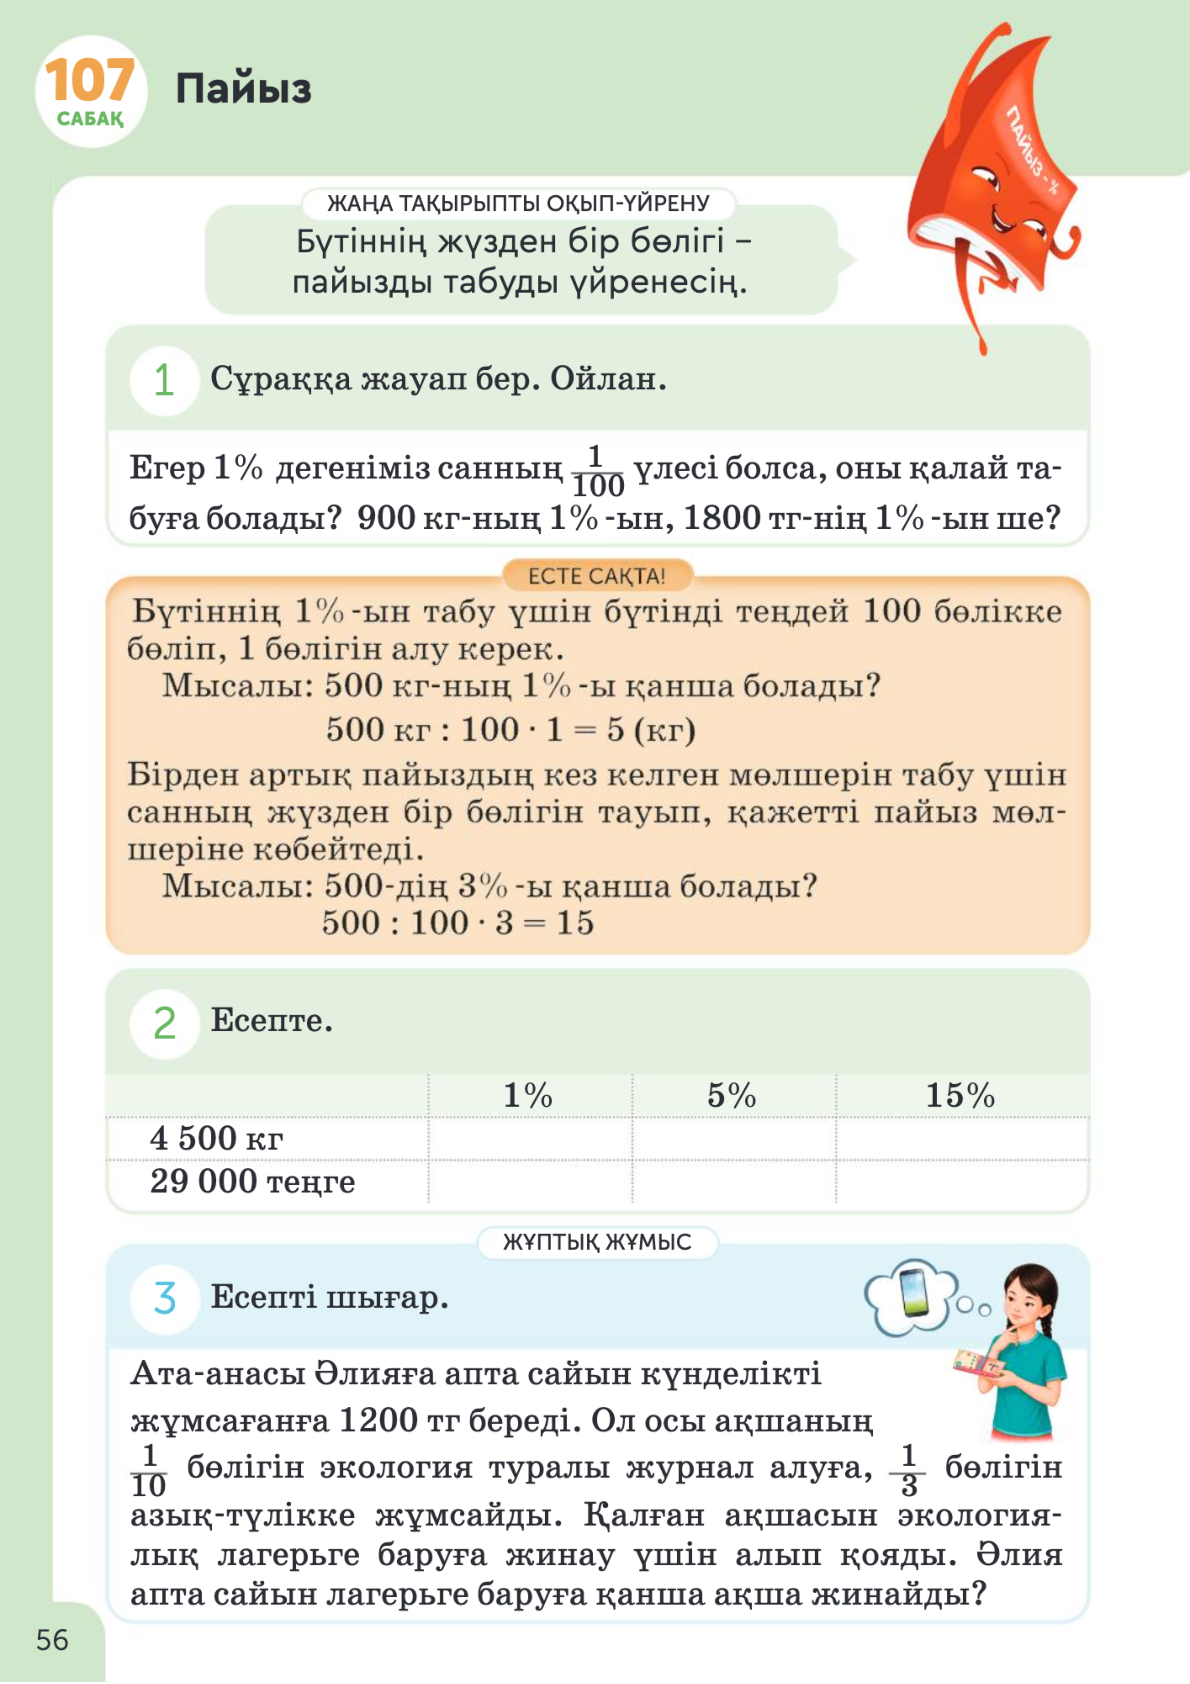 107
САБАҚ
Пайыз
ПАЙЫЗ - %
ЖАҢА ТАҚЫРЫПТЫ ОҚЫП-ҮЙРЕНУ
Бүтіннің жүзден бір бөлігі –
пайызды табуды үйренесің.
1 Сұраққа жауап бер. Ойлан.
Егер 1% дегеніміз санның 1/100 үлесі болса, оны қалай та-
буға болады? 900 кг-ның 1%-ын, 1800 тг-нің 1%-ын ше?
ЕСТЕ САҚТА!
Бүтіннің 1%-ын табу үшін бүтінді теңдей 100 бөлікке
бөліп, 1 бөлігін алу керек.
Мысалы: 500 кг-ның 1%-ы қанша болады?
500 кг : 100 · 1 = 5 (кг)
Бірден артық пайыздың кез келген мөлшерін табу үшін
санның жүзден бір бөлігін тауып, қажетті пайыз мөл-
шеріне көбейтеді.
Мысалы: 500-дің 3%-ы қанша болады?
500 : 100 · 3 = 15
2 Есепте.
1% 5% 15%
4 500 кг
29 000 теңге
ЖҰПТЫҚ ЖҰМЫС
3 Есепті шығар.
Ата-анасы Әлияға апта сайын күнделікті
жұмсағанға 1200 тг береді. Ол осы ақшаның
1/10 бөлігін экология туралы журнал алуға, 1/3 бөлігін
азық-түлікке жұмсайды. Қалған ақшасын экология-
лық лагерьге баруға жинау үшін алып қояды. Әлия
апта сайын лагерьге баруға қанша ақша жинайды?
56